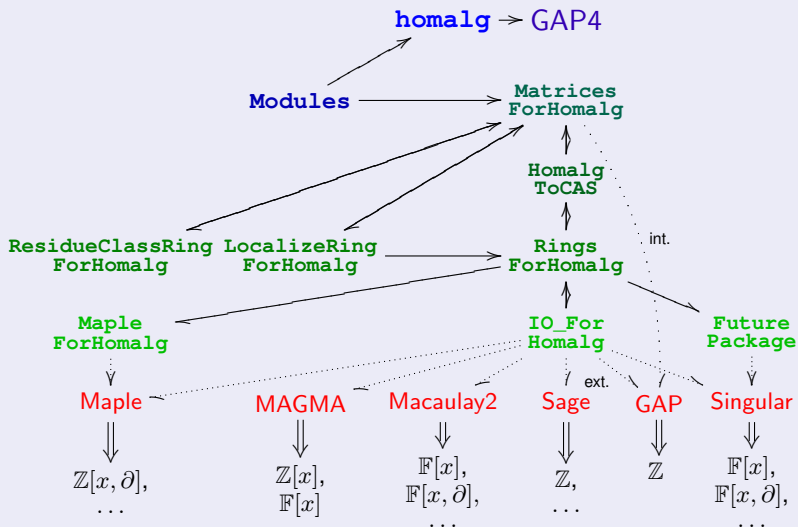 homalg GAP4
Modules
Matrices
ForHomalg
Homalg
ToCAS
int.
ResidueClassRing
ForHomalg
LocalizeRing
ForHomalg
Rings
ForHomalg
Maple
ForHomalg
IO_For
Homalg
Future
Package
ext.
Maple MAGMA Macaulay2 Sage GAP Singular
ℤ[x, ∂],
...
ℤ[x],
𝔽[x]
𝔽[x],
𝔽[x, ∂],
...
ℤ,
...
ℤ
𝔽[x],
𝔽[x, ∂],
...